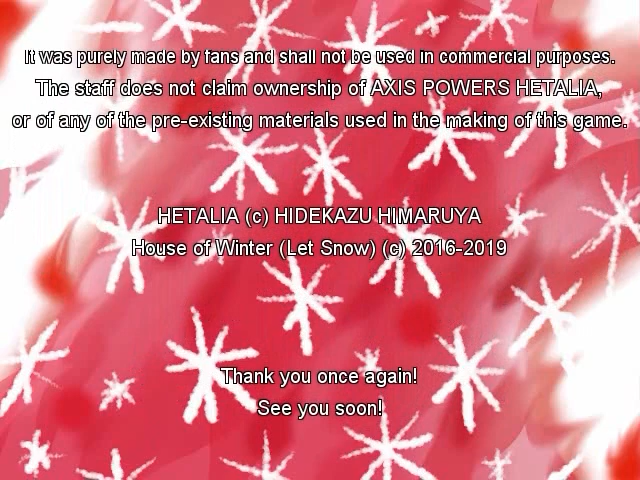 It was purely made by fans and shall not be used in commercial purposes.
The staff does not claim ownership of AXIS POWERS HETALIA,
or of any of the pre-existing materials used in the making of this game.
HETALIA (c) HIDEKAZU HIMARUYA
House of Winter (Let Snow) (c) 2016-2019
Thank you once again!
See you soon!